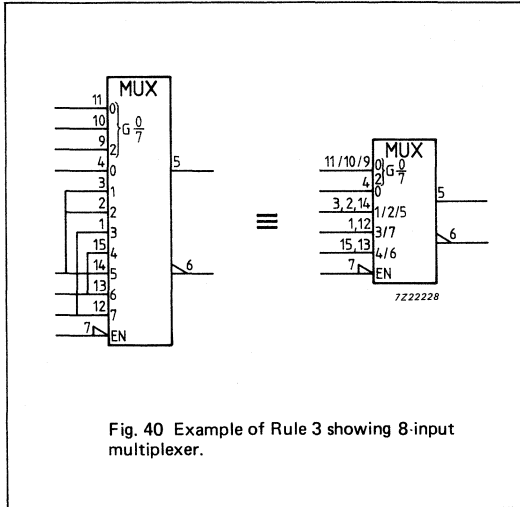 MUX
11 0
10 G 0/7
9 2
4 0
5
3 1
2 2
1 3
15 4
14 5
6
13 6
12 7
7 EN
≡
MUX
11/10/9 0 G 0/7
2
4 0
5
3, 2, 14 1/2/5
1,12 3/7
6
15, 13 4/6
7 EN
7Z22228
Fig. 40 Example of Rule 3 showing 8-input
multiplexer.